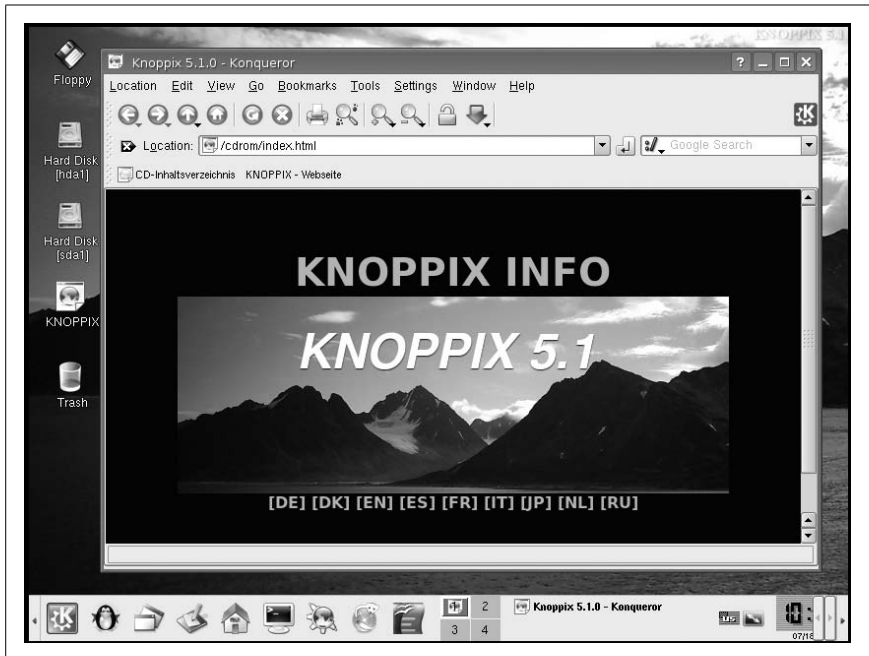 KNOPPIX 5.1
Floppy
Hard Disk
[hda1]
Hard Disk
[sda1]
KNOPPIX
Trash
Knoppix 5.1.0 - Konqueror
Location Edit View Go Bookmarks Tools Settings Window Help
Location: /cdrom/index.html
Google Search
CD-Inhaltsverzeichnis KNOPPIX - Webseite
KNOPPIX INFO
KNOPPIX 5.1
[DE] [DK] [EN] [ES] [FR] [IT] [JP] [NL] [RU]
2
3 4
Knoppix 5.1.0 - Konqueror
us
07/18